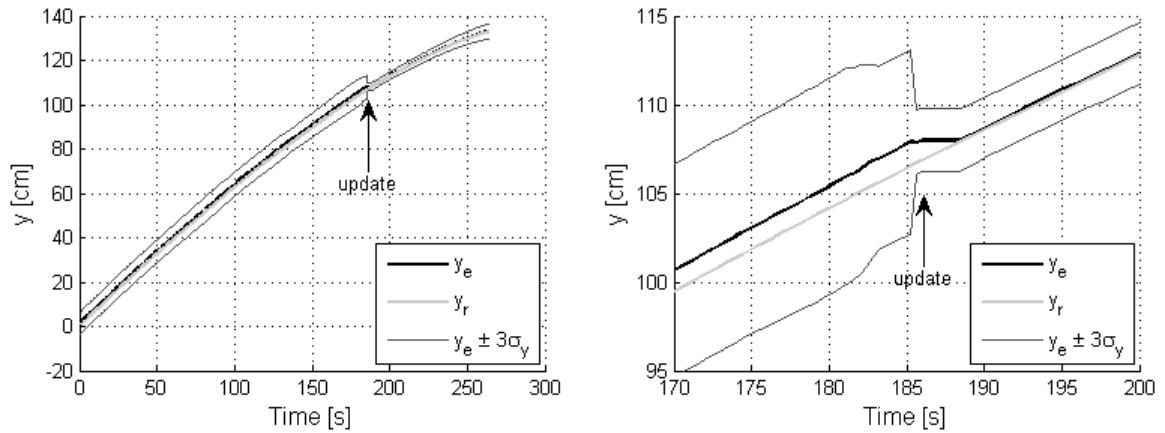 140
120
100
80
60
40
20
0
-20
y [cm]
0 50 100 150 200 250 300
Time [s]
update
y_e
y_r
y_e ± 3σ_y
115
110
105
100
95
y [cm]
170 175 180 185 190 195 200
Time [s]
update
y_e
y_r
y_e ± 3σ_y